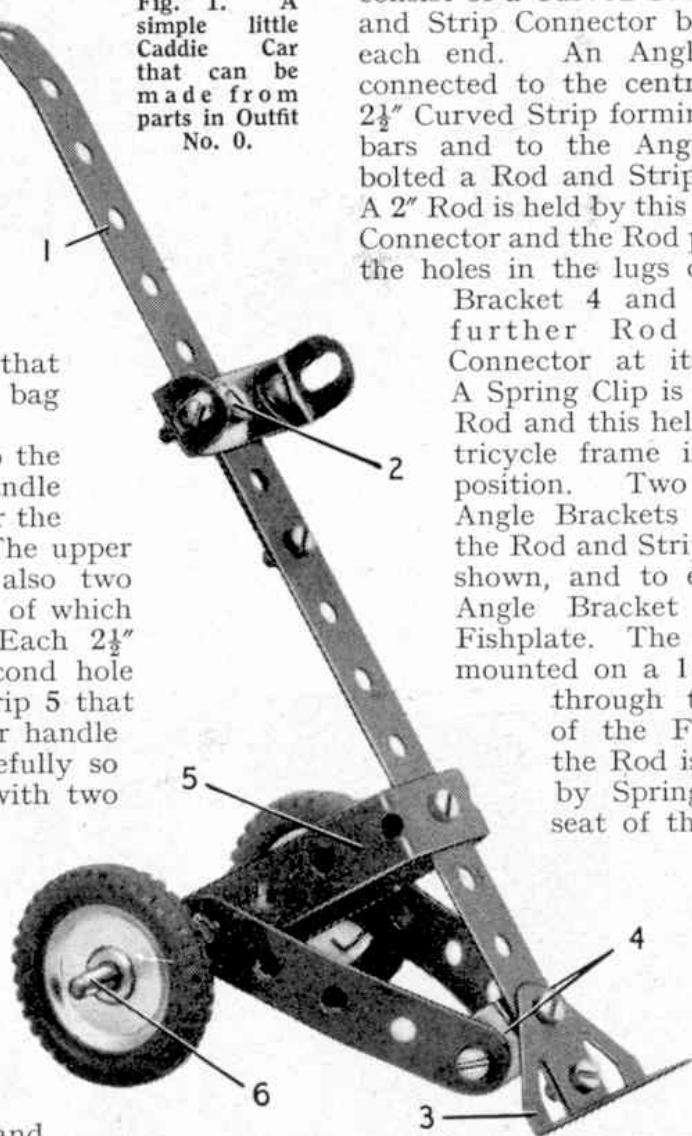 Fig. 1. A
simple little
Caddie Car
that can be
made from
parts in Outfit
No. 0.
and Strip Connector b
each end. An Angl
connected to the centr
2½″ Curved Strip formin
bars and to the Ang
bolted a Rod and Strip
A 2″ Rod is held by this
Connector and the Rod p
the holes in the lugs o
Bracket 4 and
further Rod
Connector at it
A Spring Clip is
Rod and this hel
tricycle frame i
position. Two
Angle Brackets
the Rod and Strip
shown, and to e
Angle Bracket
Fishplate. The
mounted on a 1
through t
of the F
the Rod is
by Spring
seat of th
that
bag
the
ndle
r the
The upper
also two
of which
Each 2½″
cond hole
rip 5 that
r handle
efully so
with two
and
1
2
5
4
6
3